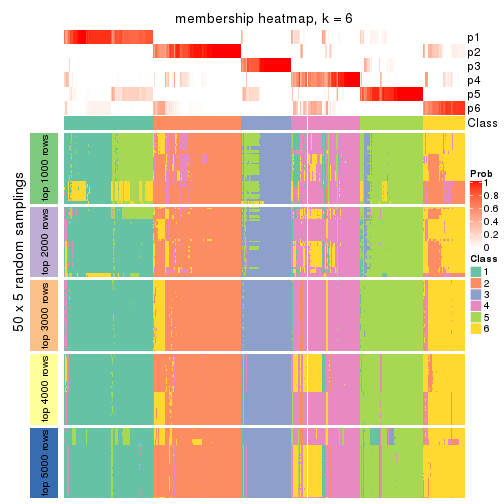 membership heatmap, k = 6
p1
p2
p3
p4
p5
p6
Class
50 x 5 random samplings
top 1000 rows
top 2000 rows
top 3000 rows
top 4000 rows
top 5000 rows
Prob
1
0.8
0.6
0.4
0.2
0
Class
1
2
3
4
5
6